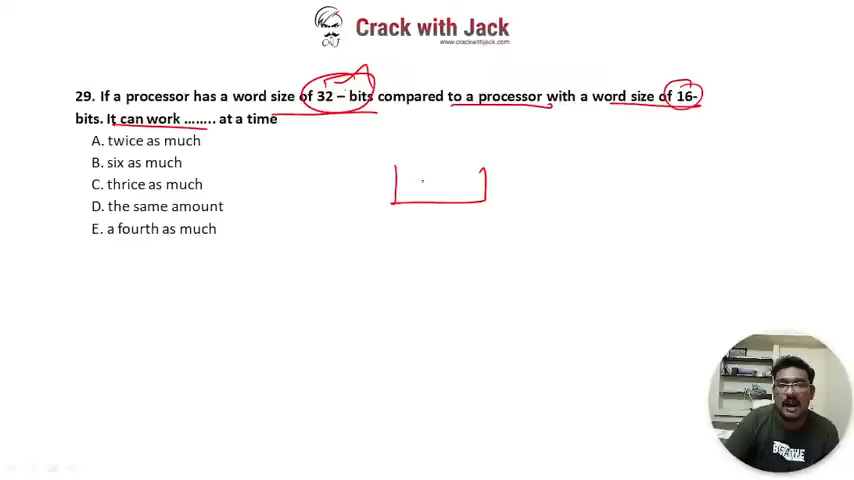 Crack with Jack
www.crackwithjack.com
29. If a processor has a word size of 32 – bits compared to a processor with a word size of 16-
bits. It can work …….. at a time
A. twice as much
B. six as much
C. thrice as much
D. the same amount
E. a fourth as much